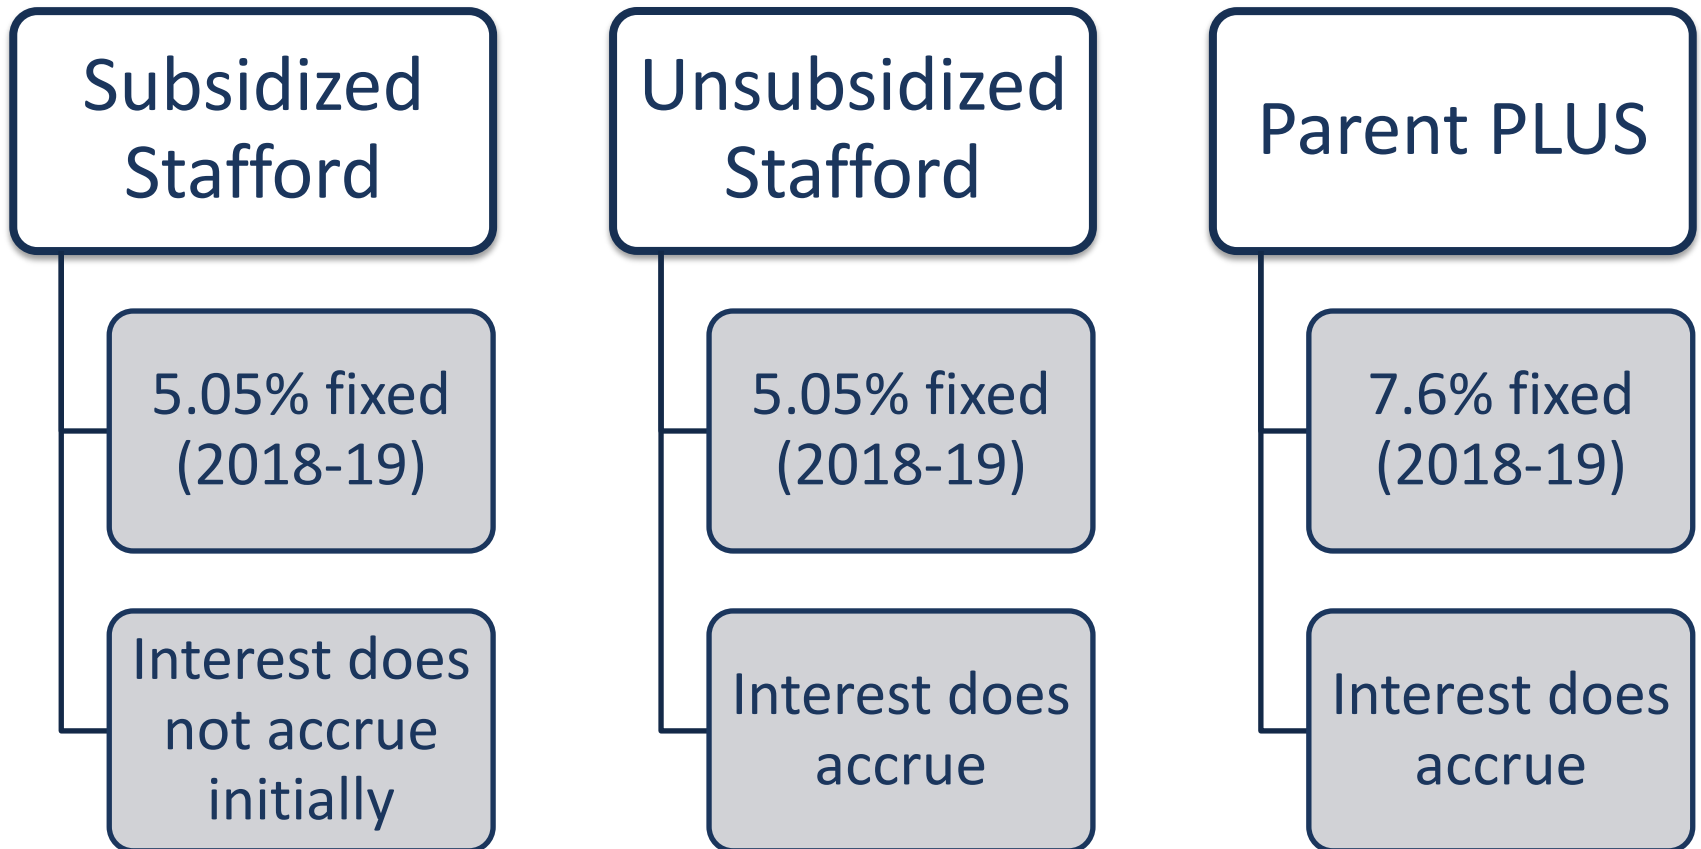 Subsidized
Stafford
5.05% fixed
(2018-19)
Interest does
not accrue
initially
Unsubsidized
Stafford
5.05% fixed
(2018-19)
Interest does
accrue
Parent PLUS
7.6% fixed
(2018-19)
Interest does
accrue